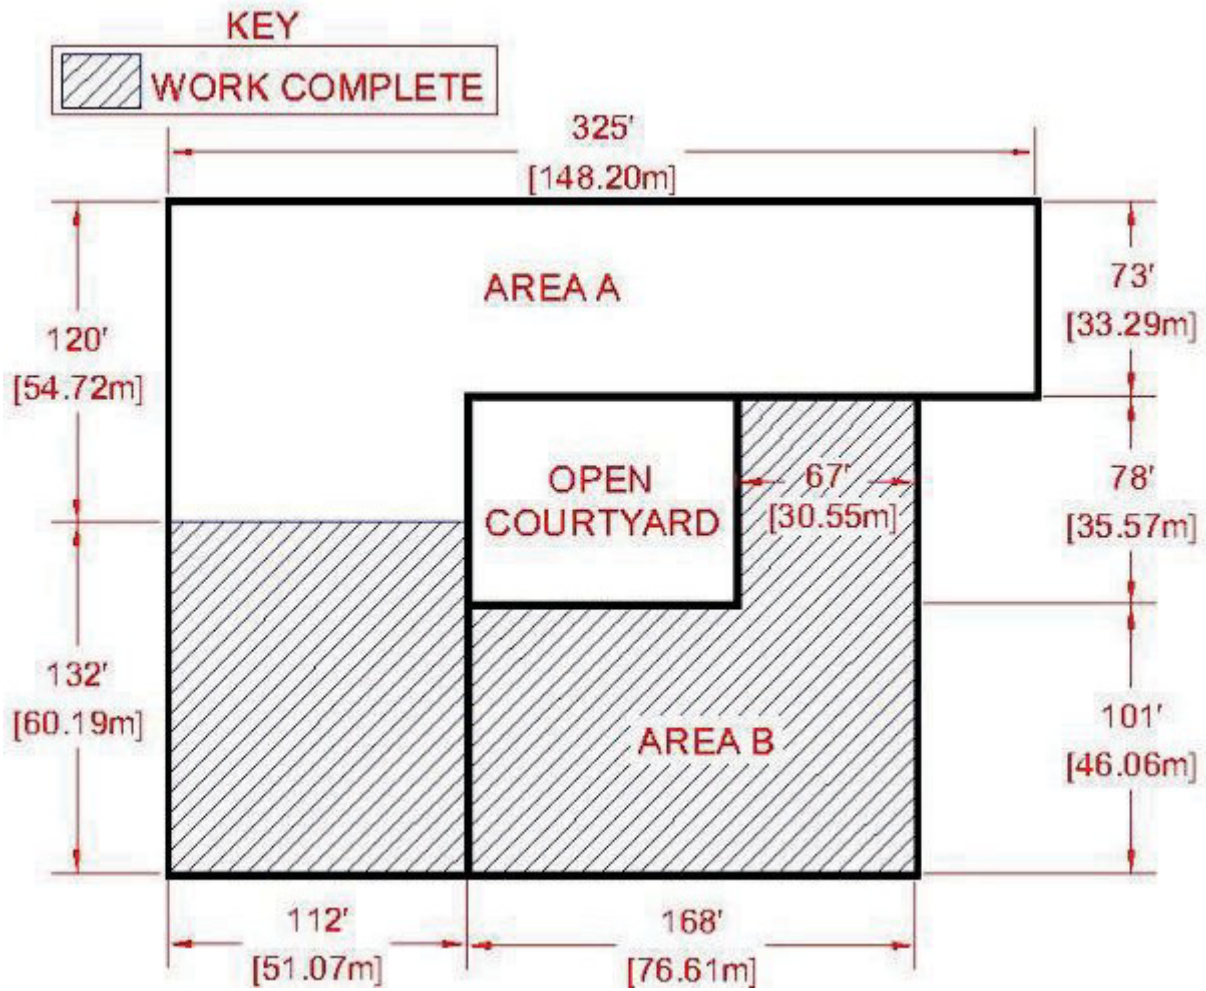 KEY
WORK COMPLETE
325'
[148.20m]
AREA A
73'
[33.29m]
120'
[54.72m]
OPEN
COURTYARD
67'
[30.55m]
78'
[35.57m]
132'
[60.19m]
AREA B
101'
[46.06m]
112'
[51.07m]
168'
[76.61m]